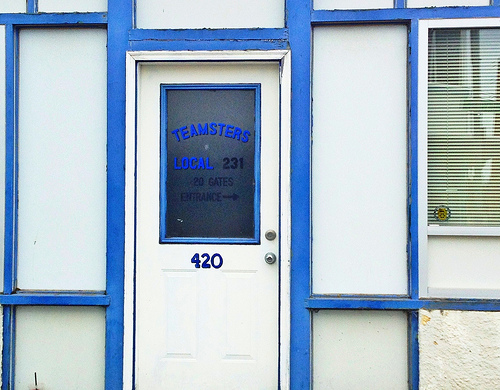 TEAMSTERS
LOCAL 231
20 GATES
ENTRANCE→
420